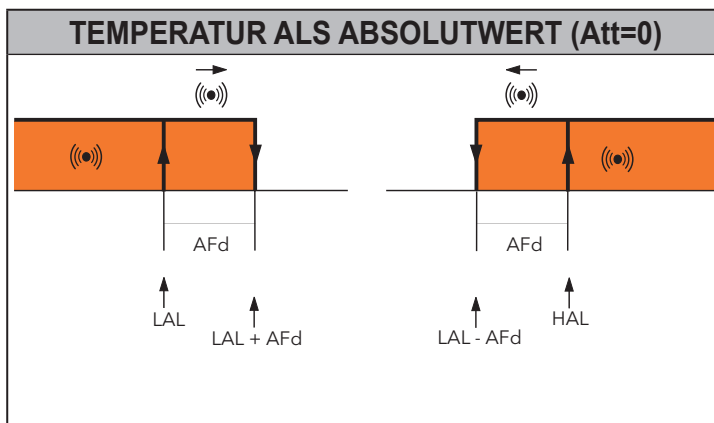 TEMPERATUR ALS ABSOLUTWERT (Att=0)
AFd
AFd
LAL
LAL + AFd
LAL - AFd
HAL